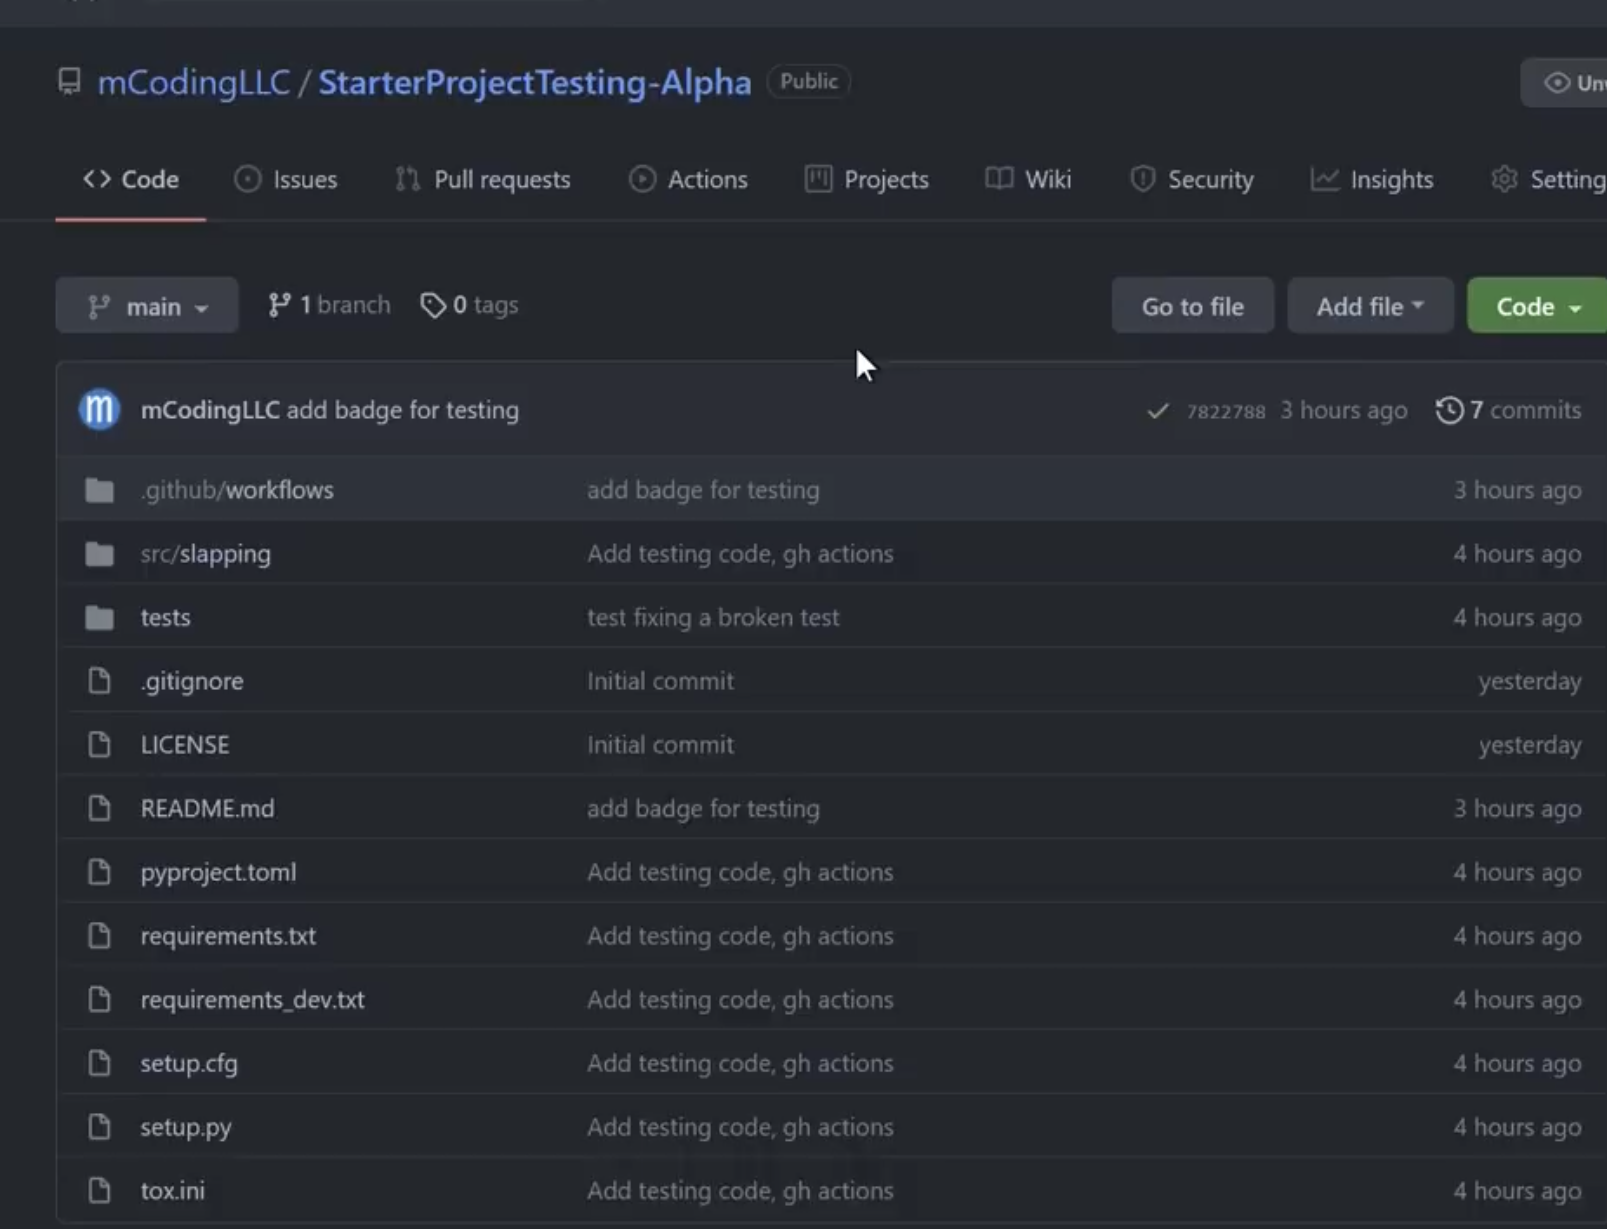 mCodingLLC / StarterProjectTesting-Alpha Public
Code Issues Pull requests Actions Projects Wiki Security Insights Setting
main 1 branch 0 tags Go to file Add file Code
m mCodingLLC add badge for testing 7822788 3 hours ago 7 commits
.github/workflows add badge for testing 3 hours ago
src/slapping Add testing code, gh actions 4 hours ago
tests test fixing a broken test 4 hours ago
.gitignore Initial commit yesterday
LICENSE Initial commit yesterday
README.md add badge for testing 3 hours ago
pyproject.toml Add testing code, gh actions 4 hours ago
requirements.txt Add testing code, gh actions 4 hours ago
requirements_dev.txt Add testing code, gh actions 4 hours ago
setup.cfg Add testing code, gh actions 4 hours ago
setup.py Add testing code, gh actions 4 hours ago
tox.ini Add testing code, gh actions 4 hours ago